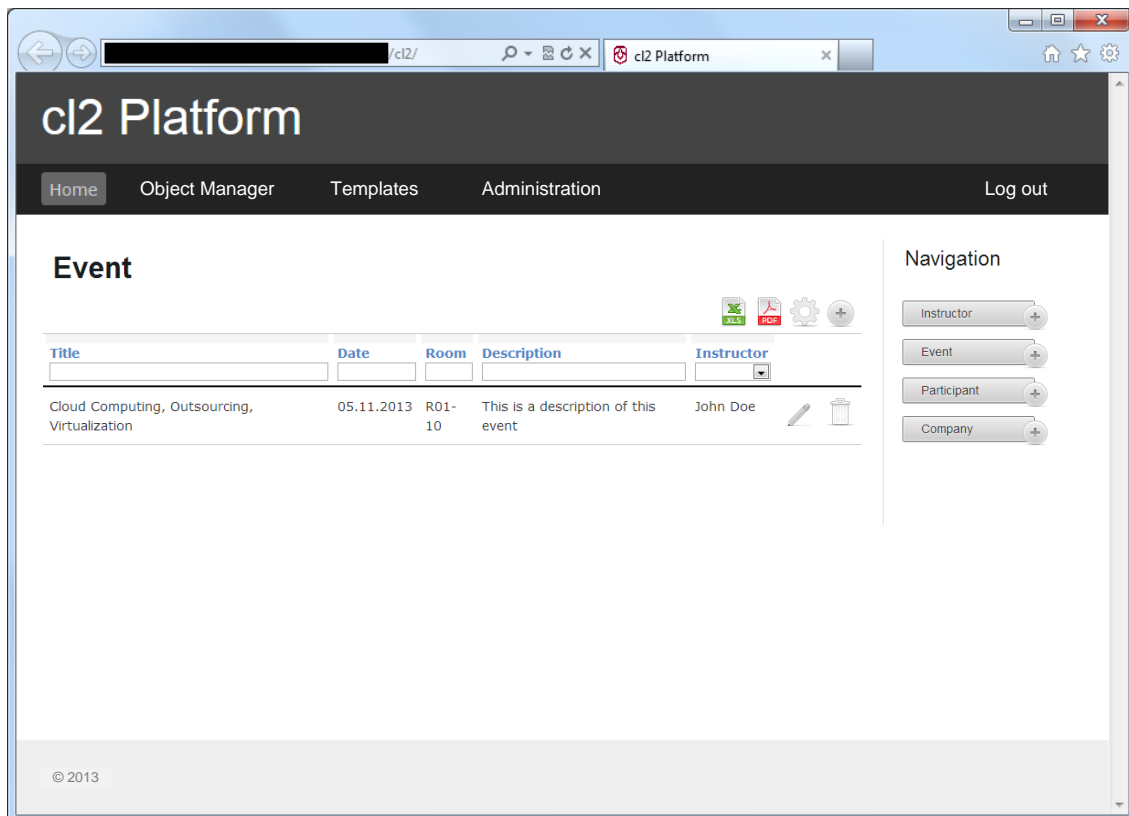 /cl2/
cl2 Platform
cl2 Platform
Home Object Manager Templates Administration Log out
Event
Navigation
XLS PDF
Instructor
Event
Participant
Company
Title Date Room Description Instructor
Cloud Computing, Outsourcing, 05.11.2013 R01- This is a description of this John Doe
Virtualization 10 event
© 2013